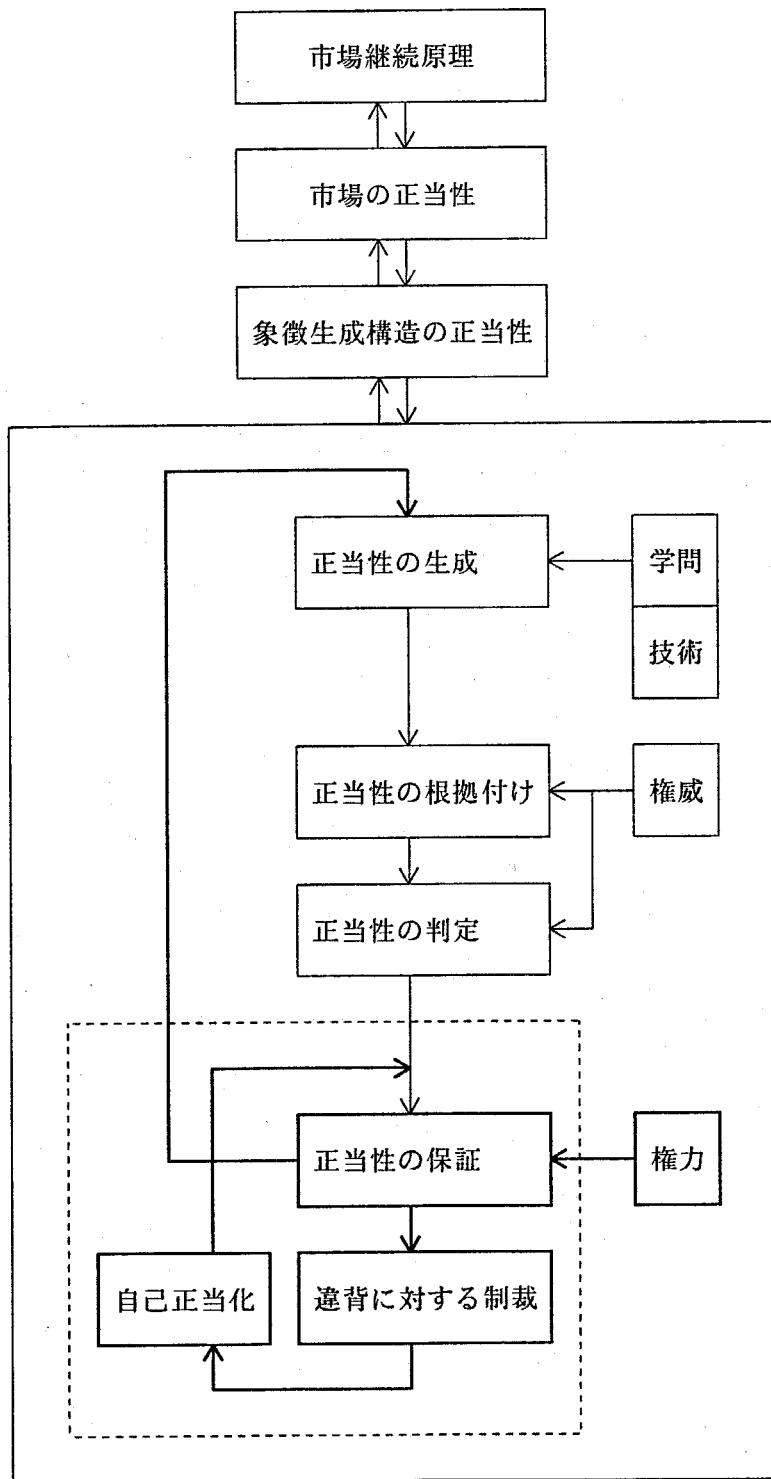 市場継続原理
市場の正当性
象徴生成構造の正当性
正当性の生成
学問
技術
正当性の根拠付け
権威
正当性の判定
正当性の保証
権力
自己正当化
違背に対する制裁